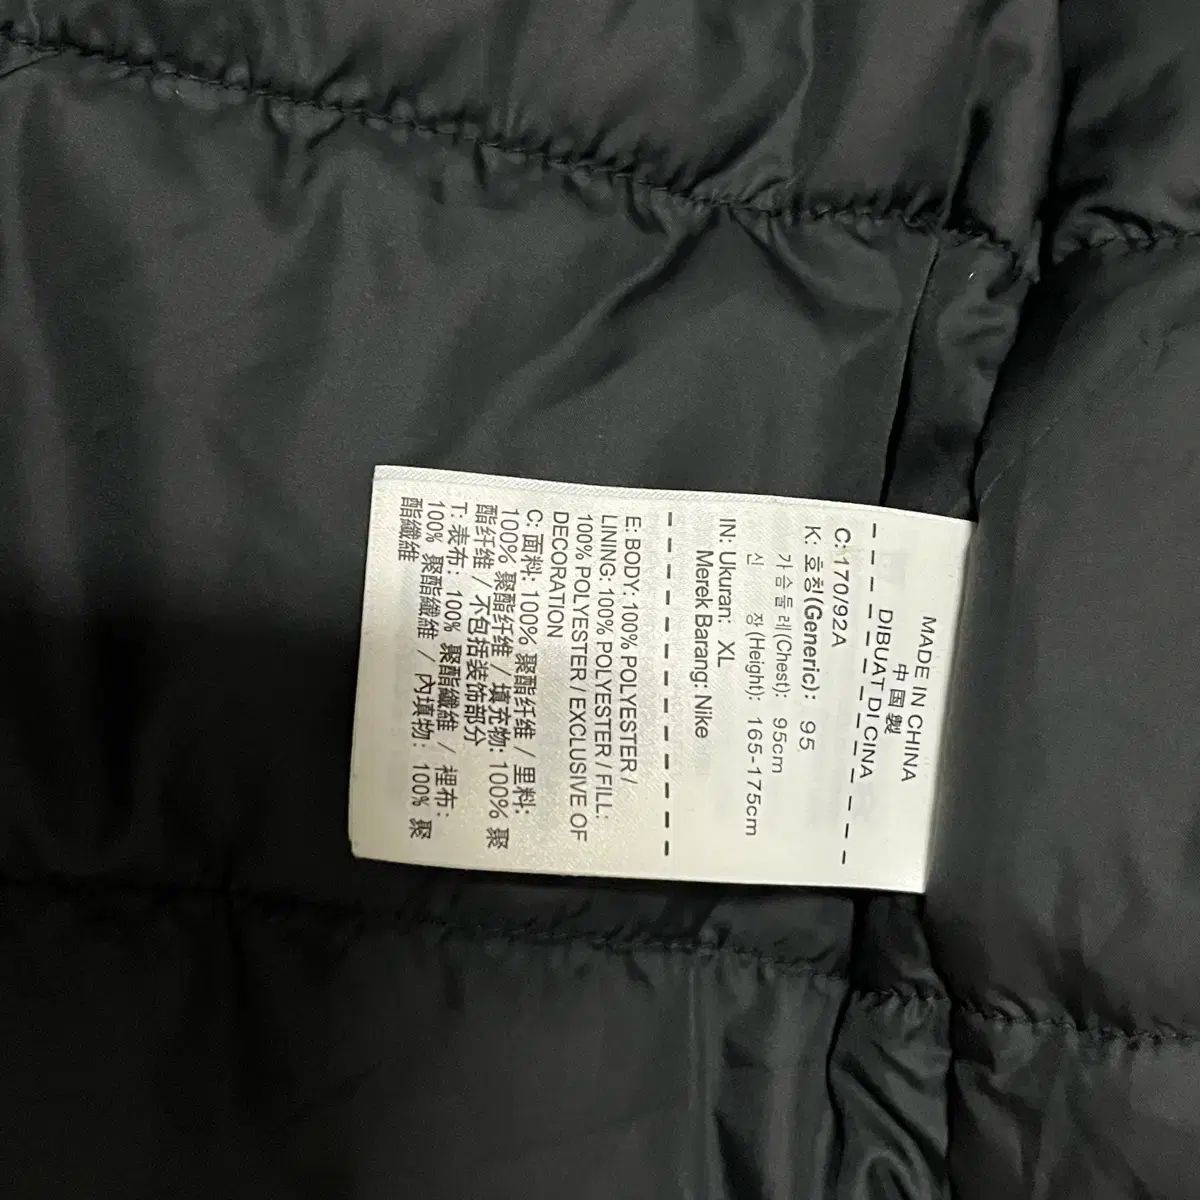 MADE IN CHINA
中国製
DIBUAT DI CINA
C:170/92A
K: 호칭(Generic): 95
가슴둘레(Chest): 95cm
신 장(Height): 165-175cm
IN: Ukuran: XL
Merek Barang: Nike
E: BODY: 100% POLYESTER /
LINING: 100% POLYESTER / FILL:
100% POLYESTER / EXCLUSIVE OF
DECORATION
C: 面料: 100% 聚酯纤维 / 里料:
100% 聚酯纤维 / 填充物: 100% 聚
酯纤维 / 不包括装饰部分
T: 表布: 100% 聚酯纖維 / 裡布:
100% 聚酯纖維 / 內填物: 100% 聚
酯纖維